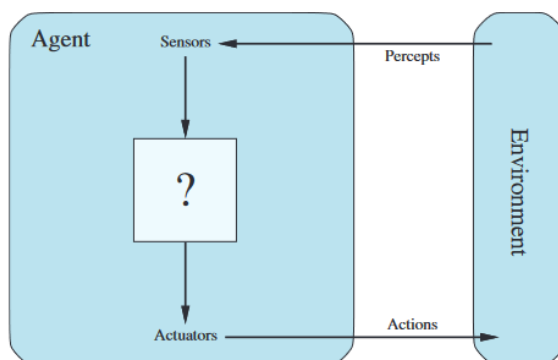 Agent
Sensors
Percepts
?
Environment
Actuators
Actions